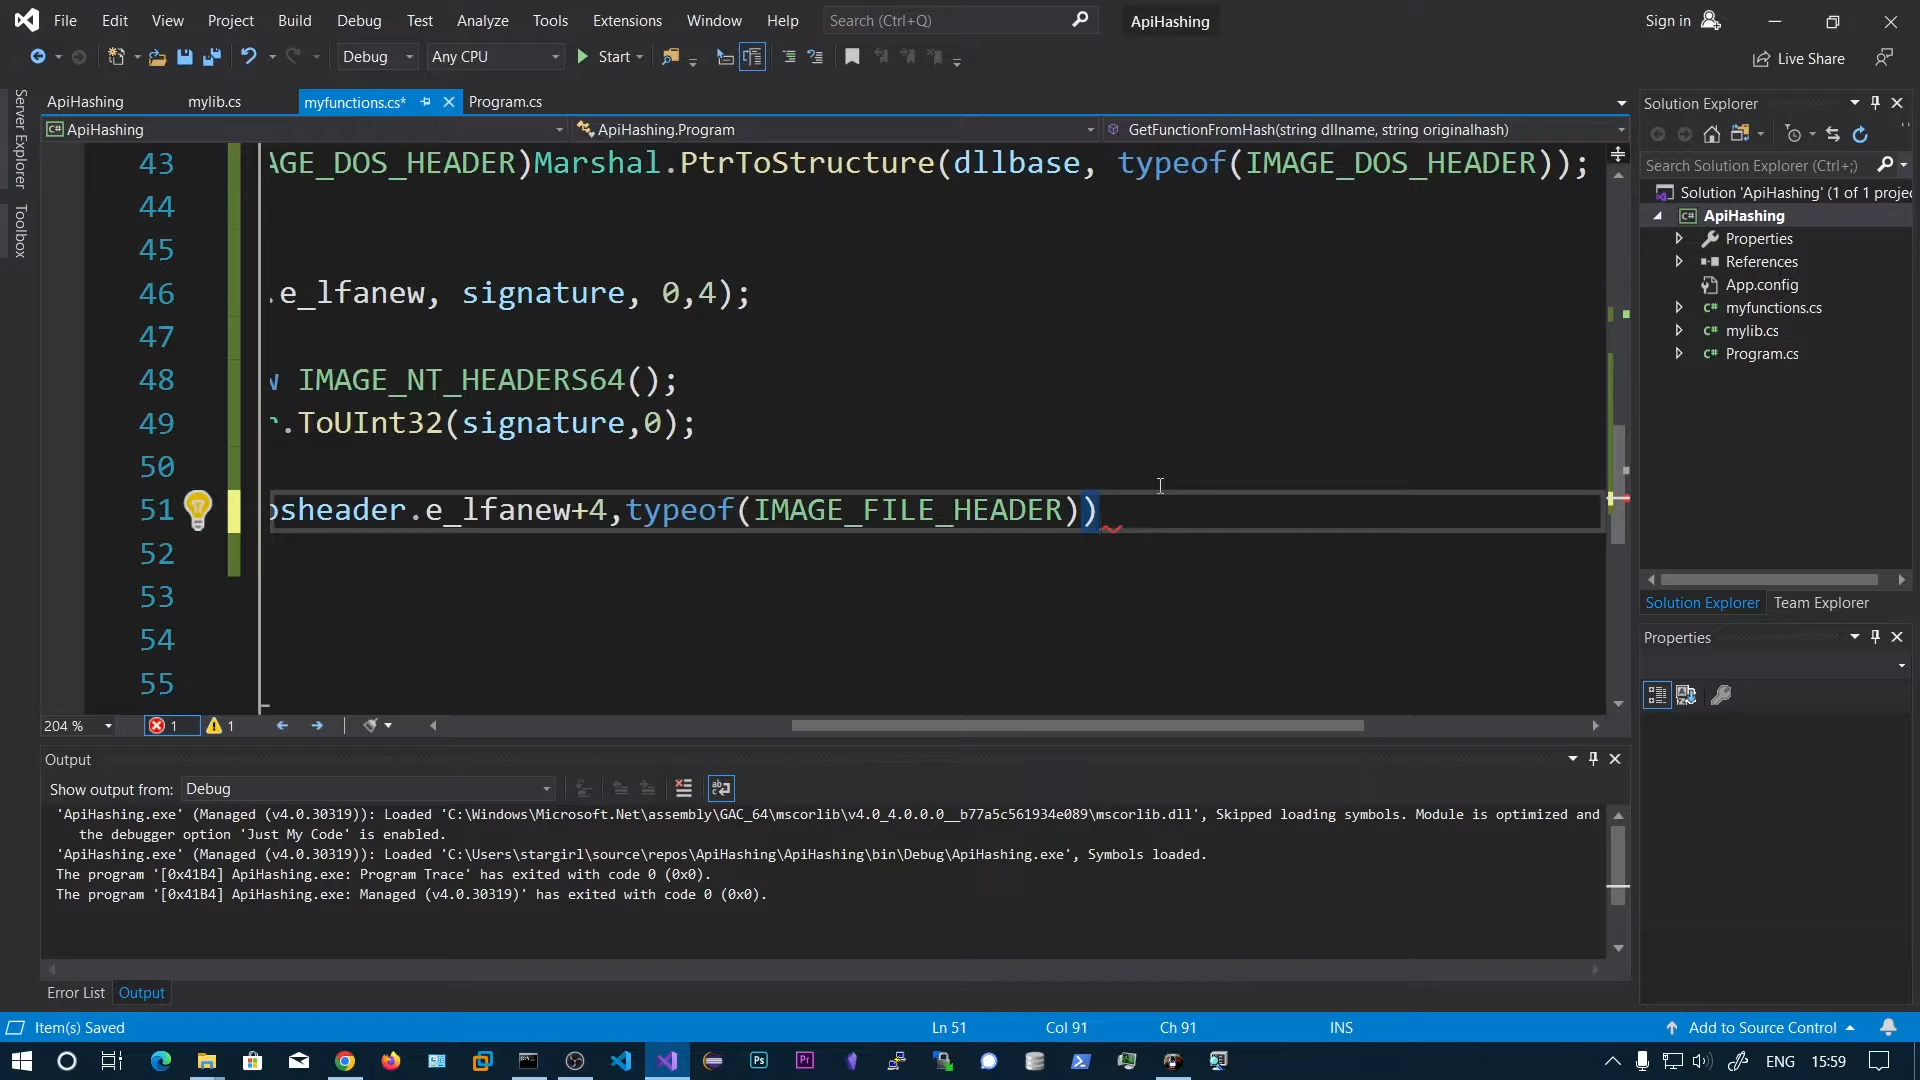 File Edit View Project Build Debug Test Analyze Tools Extensions Window Help Search (Ctrl+Q) ApiHashing Sign in
Debug Any CPU Start Live Share
Server Explorer
Toolbox
ApiHashing mylib.cs myfunctions.cs* Program.cs
ApiHashing ApiHashing.Program GetFunctionFromHash(string dllname, string originalhash)
43 AGE_DOS_HEADER)Marshal.PtrToStructure(dllbase, typeof(IMAGE_DOS_HEADER));
44
45
46 .e_lfanew, signature, 0,4);
47
48 w IMAGE_NT_HEADERS64();
49 r.ToUInt32(signature,0);
50
51 osheader.e_lfanew+4,typeof(IMAGE_FILE_HEADER))
52
53
54
55
204 % 1 1
Output
Show output from: Debug
'ApiHashing.exe' (Managed (v4.0.30319)): Loaded 'C:\Windows\Microsoft.Net\assembly\GAC_64\mscorlib\v4.0_4.0.0.0__b77a5c561934e089\mscorlib.dll', Skipped loading symbols. Module is optimized and
the debugger option 'Just My Code' is enabled.
'ApiHashing.exe' (Managed (v4.0.30319)): Loaded 'C:\Users\stargirl\source\repos\ApiHashing\ApiHashing\bin\Debug\ApiHashing.exe', Symbols loaded.
The program '[0x41B4] ApiHashing.exe: Program Trace' has exited with code 0 (0x0).
The program '[0x41B4] ApiHashing.exe: Managed (v4.0.30319)' has exited with code 0 (0x0).
Error List Output
Solution Explorer
Search Solution Explorer (Ctrl+;)
Solution 'ApiHashing' (1 of 1 projec
ApiHashing
Properties
References
App.config
myfunctions.cs
mylib.cs
Program.cs
Solution Explorer Team Explorer
Properties
Item(s) Saved Ln 51 Col 91 Ch 91 INS Add to Source Control
Ps Pr ENG 15:59